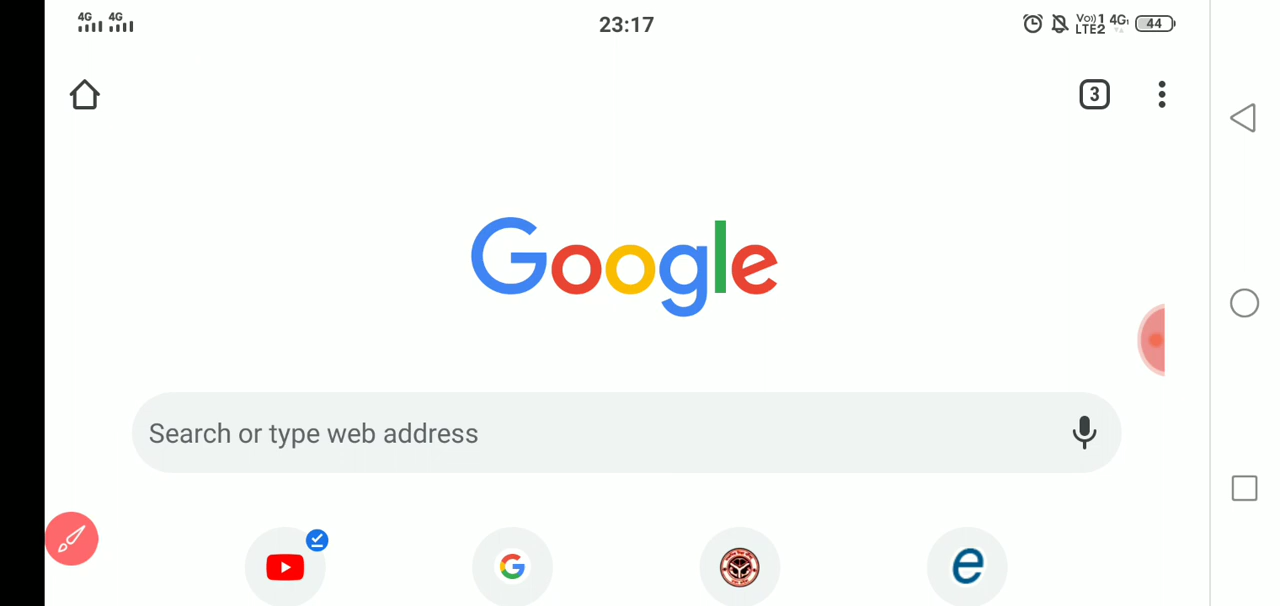 4G 4G
23:17
Vo)) 1 4G
LTE2
44
3
Google
Search or type web address
G
e